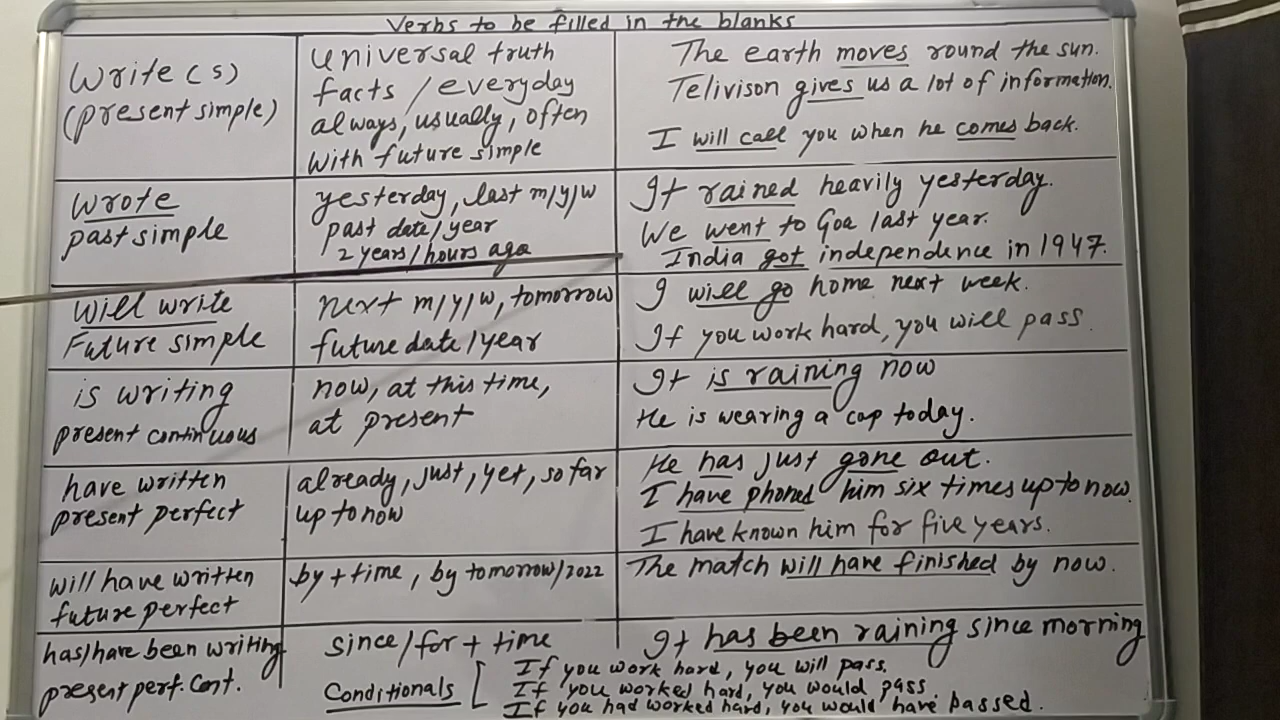 Verbs to be filled in the blanks
Write(s)
(present simple)
universal truth
facts / everyday
always, usually, often
with future simple
The earth moves round the sun.
Telivison gives us a lot of information.
I will call you when he comes back.
Wrote
past simple
yesterday, last m/y/w
past date/year
2 years/hours ago
It rained heavily yesterday.
We went to Goa last year.
India got independence in 1947.
Will write
Future simple
next m/y/w, tomorrow
future date/year
I will go home next week.
If you work hard, you will pass.
is writing
present continuous
now, at this time,
at present
It is raining now
He is wearing a cap today.
have written
present perfect
already, just, yet, so far
up to now
He has just gone out.
I have phoned him six times up to now.
I have known him for five years.
will have written
future perfect
by + time, by tomorrow/2022
The match will have finished by now.
has/have been writing
present perf. cont.
since/for + time
It has been raining since morning
Conditionals
If you work hard, you will pass.
If you worked hard, you would pass.
If you had worked hard, you would have passed.